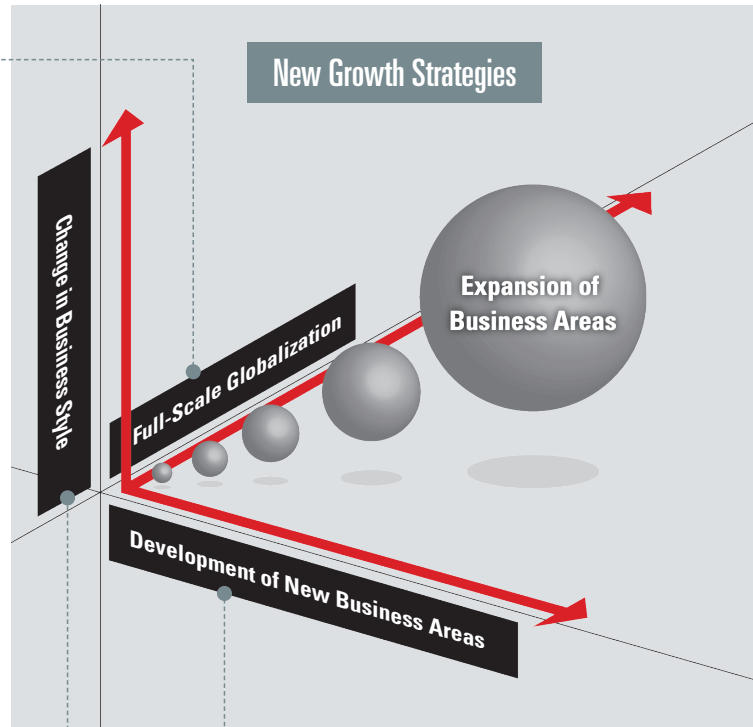 New Growth Strategies
Change in Business Style
Expansion of
Business Areas
Full-Scale Globalization
Development of New Business Areas